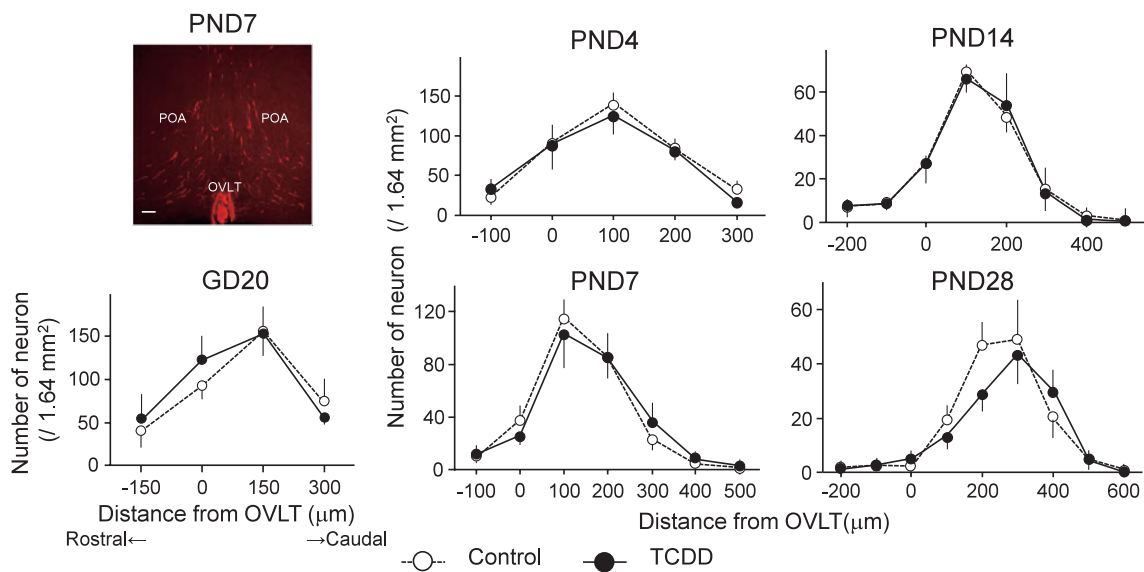 PND7
POA
POA
OVLT
GD20
Number of neuron
(/ 1.64 mm²)
150
100
50
0
-150
0
150
300
Distance from OVLT (μm)
Rostral←
→Caudal
PND4
150
100
50
0
-100
0
100
200
300
PND14
60
40
20
0
-200
0
200
400
Number of neuron (/ 1.64 mm²)
PND7
120
80
40
0
-100
0
100
200
300
400
500
PND28
60
40
20
0
-200
0
200
400
600
Distance from OVLT(μm)
Control
TCDD